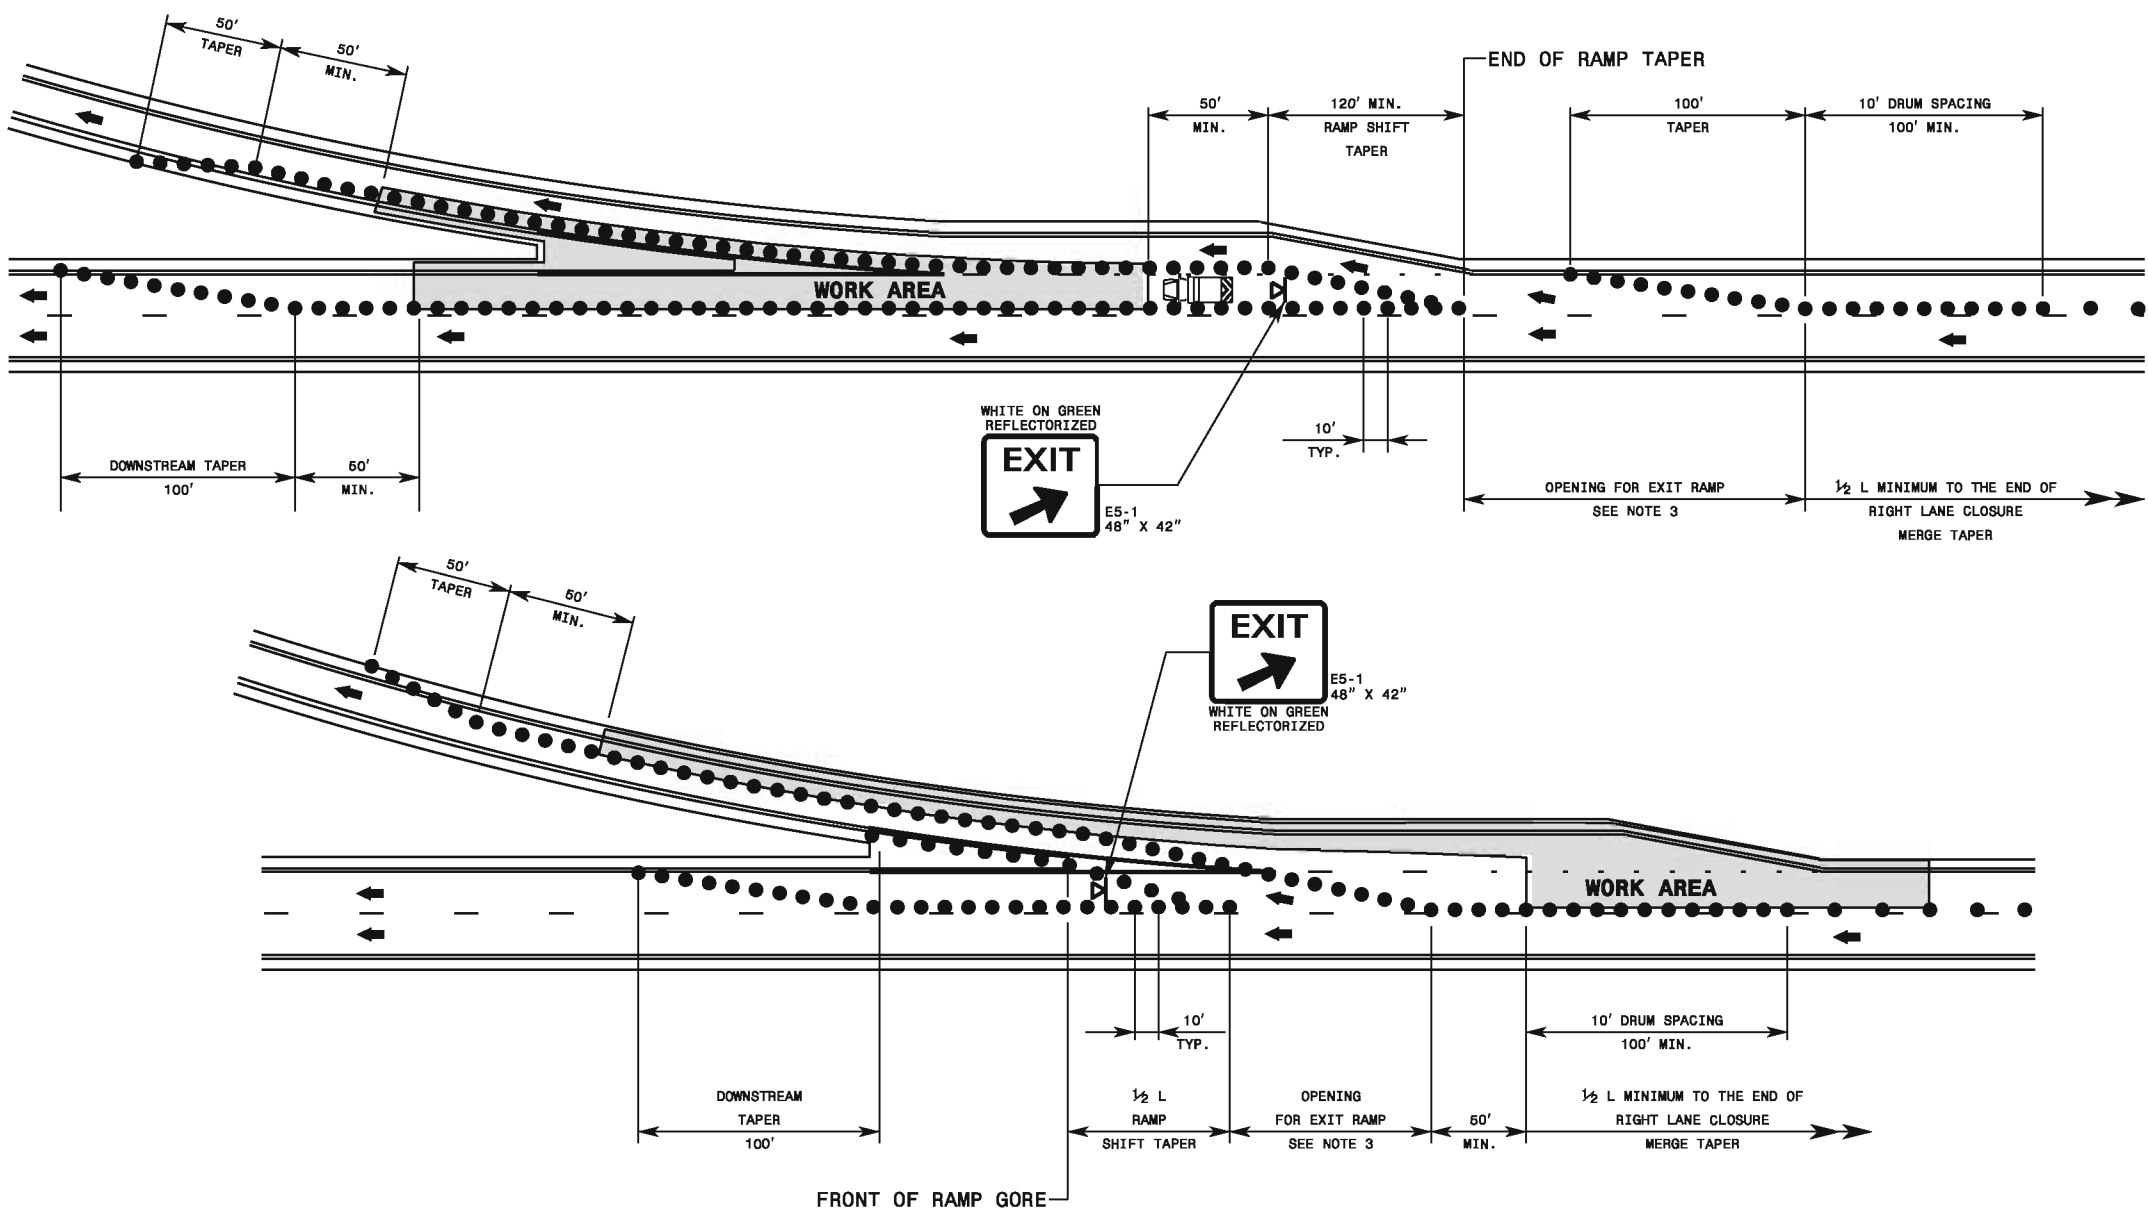 50'
TAPER
50'
MIN.
END OF RAMP TAPER
50'
MIN.
120' MIN.
RAMP SHIFT
TAPER
100'
TAPER
10' DRUM SPACING
100' MIN.
WORK AREA
WHITE ON GREEN
REFLECTORIZED
EXIT
E5-1
48" X 42"
10'
TYP.
DOWNSTREAM TAPER
100'
50'
MIN.
OPENING FOR EXIT RAMP
SEE NOTE 3
½ L MINIMUM TO THE END OF
RIGHT LANE CLOSURE
MERGE TAPER
50'
TAPER
50'
MIN.
EXIT
E5-1
48" X 42"
WHITE ON GREEN
REFLECTORIZED
WORK AREA
10'
TYP.
10' DRUM SPACING
100' MIN.
DOWNSTREAM
TAPER
100'
½ L
RAMP
SHIFT TAPER
OPENING
FOR EXIT RAMP
SEE NOTE 3
50'
MIN.
½ L MINIMUM TO THE END OF
RIGHT LANE CLOSURE
MERGE TAPER
FRONT OF RAMP GORE